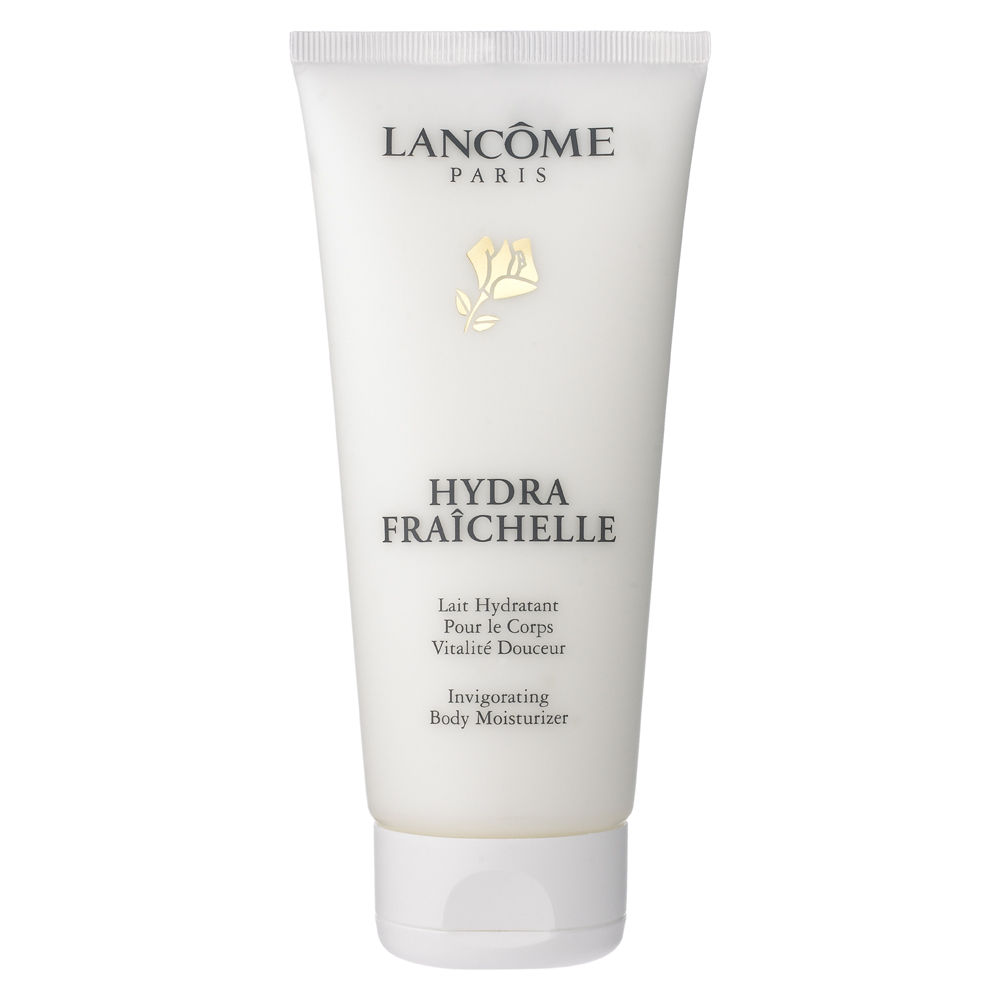 LANCÔME
PARIS
HYDRA
FRAÎCHELLE
Lait Hydratant
Pour le Corps
Vitalité Douceur
Invigorating
Body Moisturizer